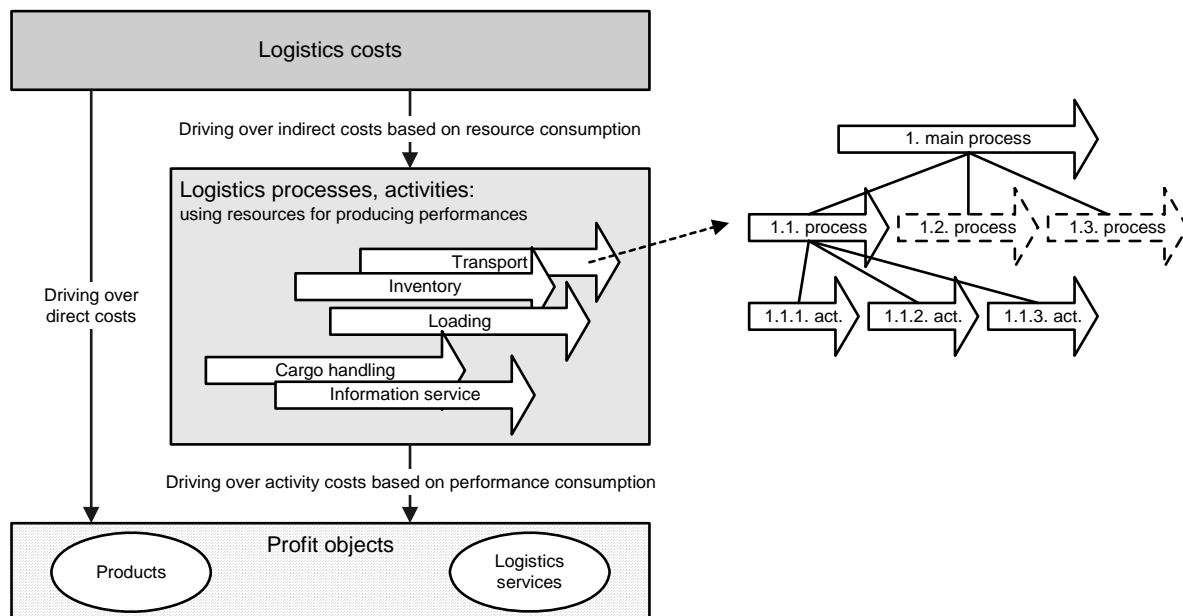 Logistics costs
Driving over indirect costs based on resource consumption
Logistics processes, activities:
using resources for producing performances
Transport
Inventory
Loading
Cargo handling
Information service
Driving over
direct costs
Driving over activity costs based on performance consumption
Profit objects
Products
Logistics
services
1. main process
1.1. process
1.2. process
1.3. process
1.1.1. act.
1.1.2. act.
1.1.3. act.